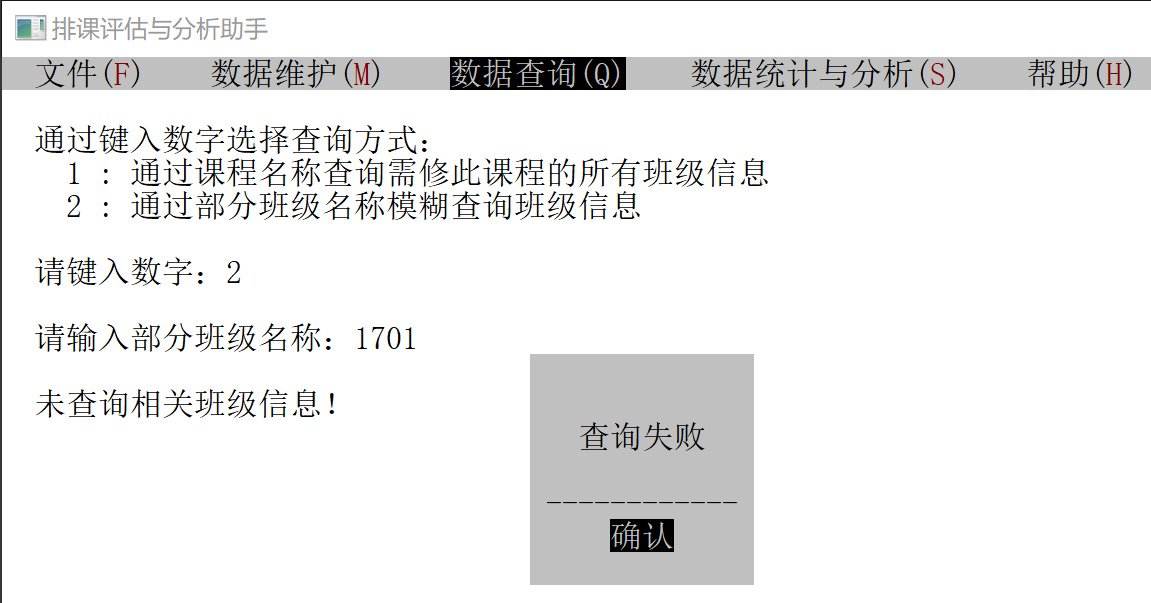 排课评估与分析助手
文件(F) 数据维护(M) 数据查询(Q) 数据统计与分析(S) 帮助(H)
通过键入数字选择查询方式:
1 : 通过课程名称查询需修此课程的所有班级信息
2 : 通过部分班级名称模糊查询班级信息
请键入数字: 2
请输入部分班级名称: 1701
未查询相关班级信息!
查询失败
------------
确认